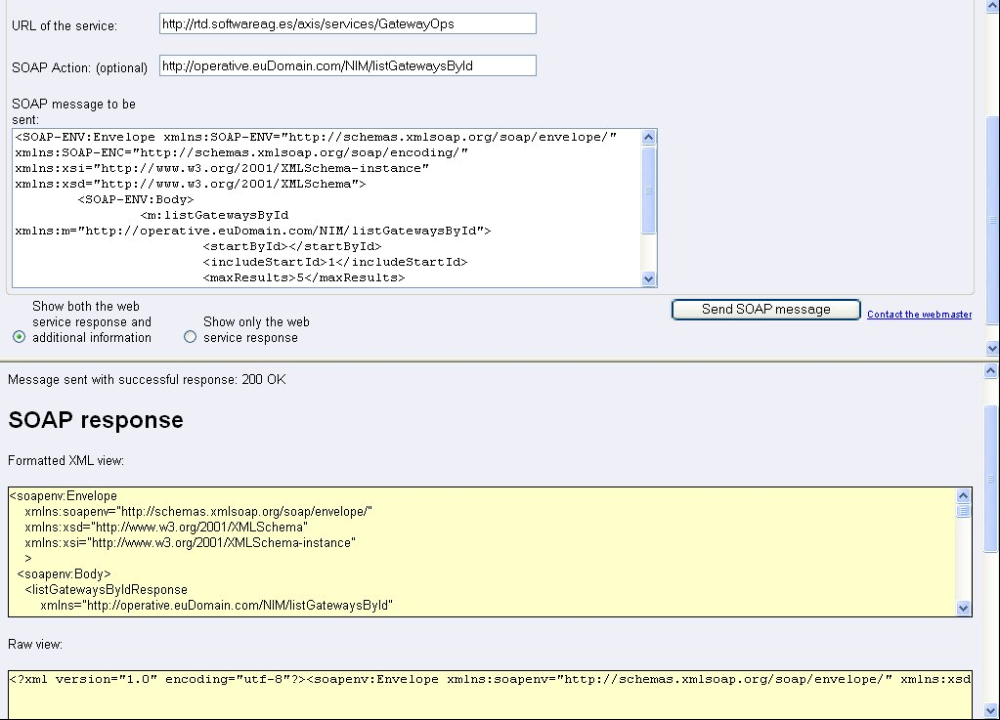 URL of the service:
http://rtd.softwareag.es/axis/services/GatewayOps
SOAP Action: (optional)
http://operative.euDomain.com/NIM/listGatewaysById
SOAP message to be
sent:
<SOAP-ENV:Envelope xmlns:SOAP-ENV="http://schemas.xmlsoap.org/soap/envelope/"
xmlns:SOAP-ENC="http://schemas.xmlsoap.org/soap/encoding/"
xmlns:xsi="http://www.w3.org/2001/XMLSchema-instance"
xmlns:xsd="http://www.w3.org/2001/XMLSchema">
<SOAP-ENV:Body>
<m:listGatewaysById
xmlns:m="http://operative.euDomain.com/NIM/listGatewaysById">
<startById></startById>
<includeStartId>1</includeStartId>
<maxResults>5</maxResults>
Show both the web
service response and
additional information
Show only the web
service response
Send SOAP message
Contact the webmaster
Message sent with successful response: 200 OK
SOAP response
Formatted XML view:
<soapenv:Envelope
xmlns:soapenv="http://schemas.xmlsoap.org/soap/envelope/"
xmlns:xsd="http://www.w3.org/2001/XMLSchema"
xmlns:xsi="http://www.w3.org/2001/XMLSchema-instance"
>
<soapenv:Body>
<listGatewaysByIdResponse
xmlns="http://operative.euDomain.com/NIM/listGatewaysById"
Raw view:
<?xml version="1.0" encoding="utf-8"?><soapenv:Envelope xmlns:soapenv="http://schemas.xmlsoap.org/soap/envelope/" xmlns:xsd